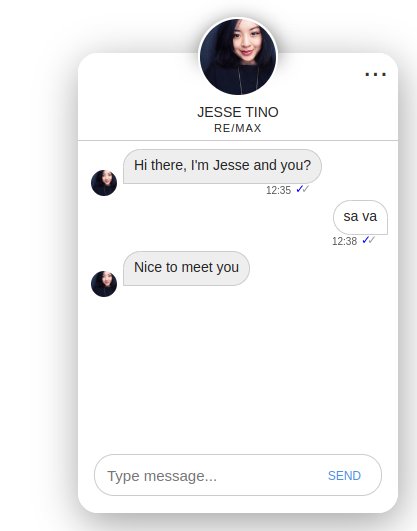 ...
JESSE TINO
RE/MAX
Hi there, I'm Jesse and you?
12:35
sa va
12:38
Nice to meet you
Type message...
SEND